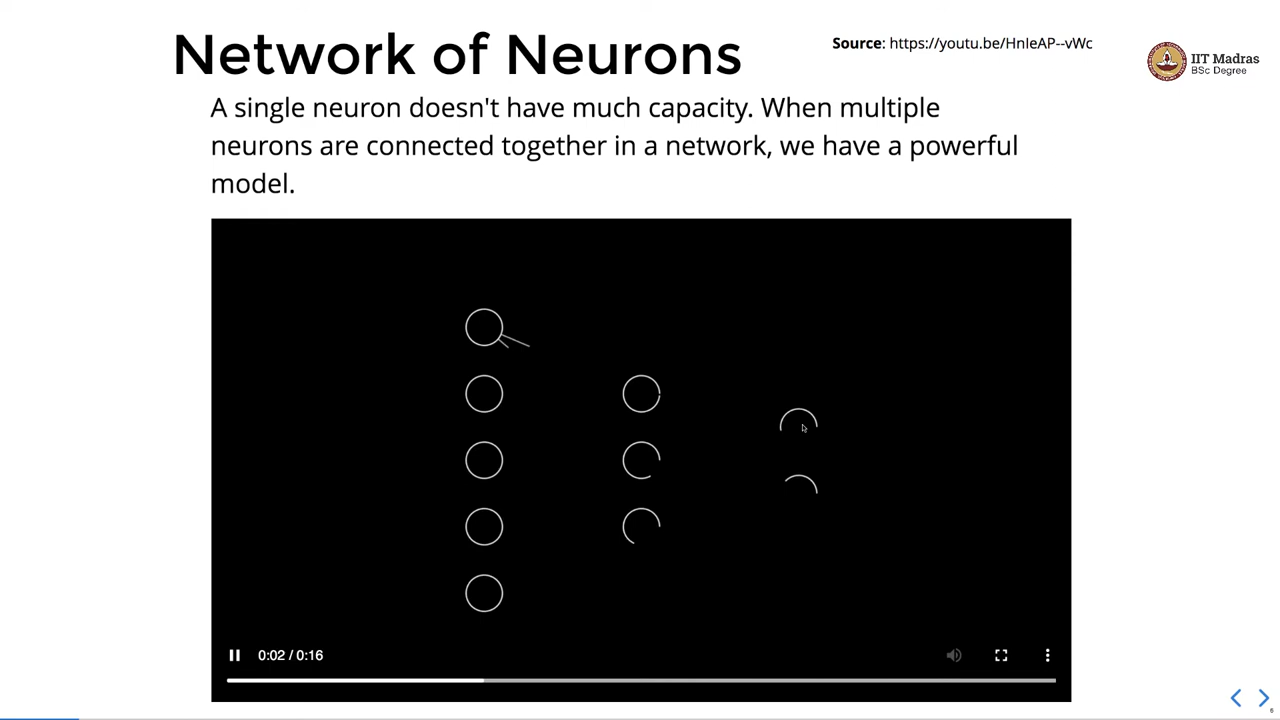 Network of Neurons
Source: https://youtu.be/HnIeAP--vWc
IIT Madras
BSc Degree
A single neuron doesn't have much capacity. When multiple
neurons are connected together in a network, we have a powerful
model.
0:02 / 0:16
6